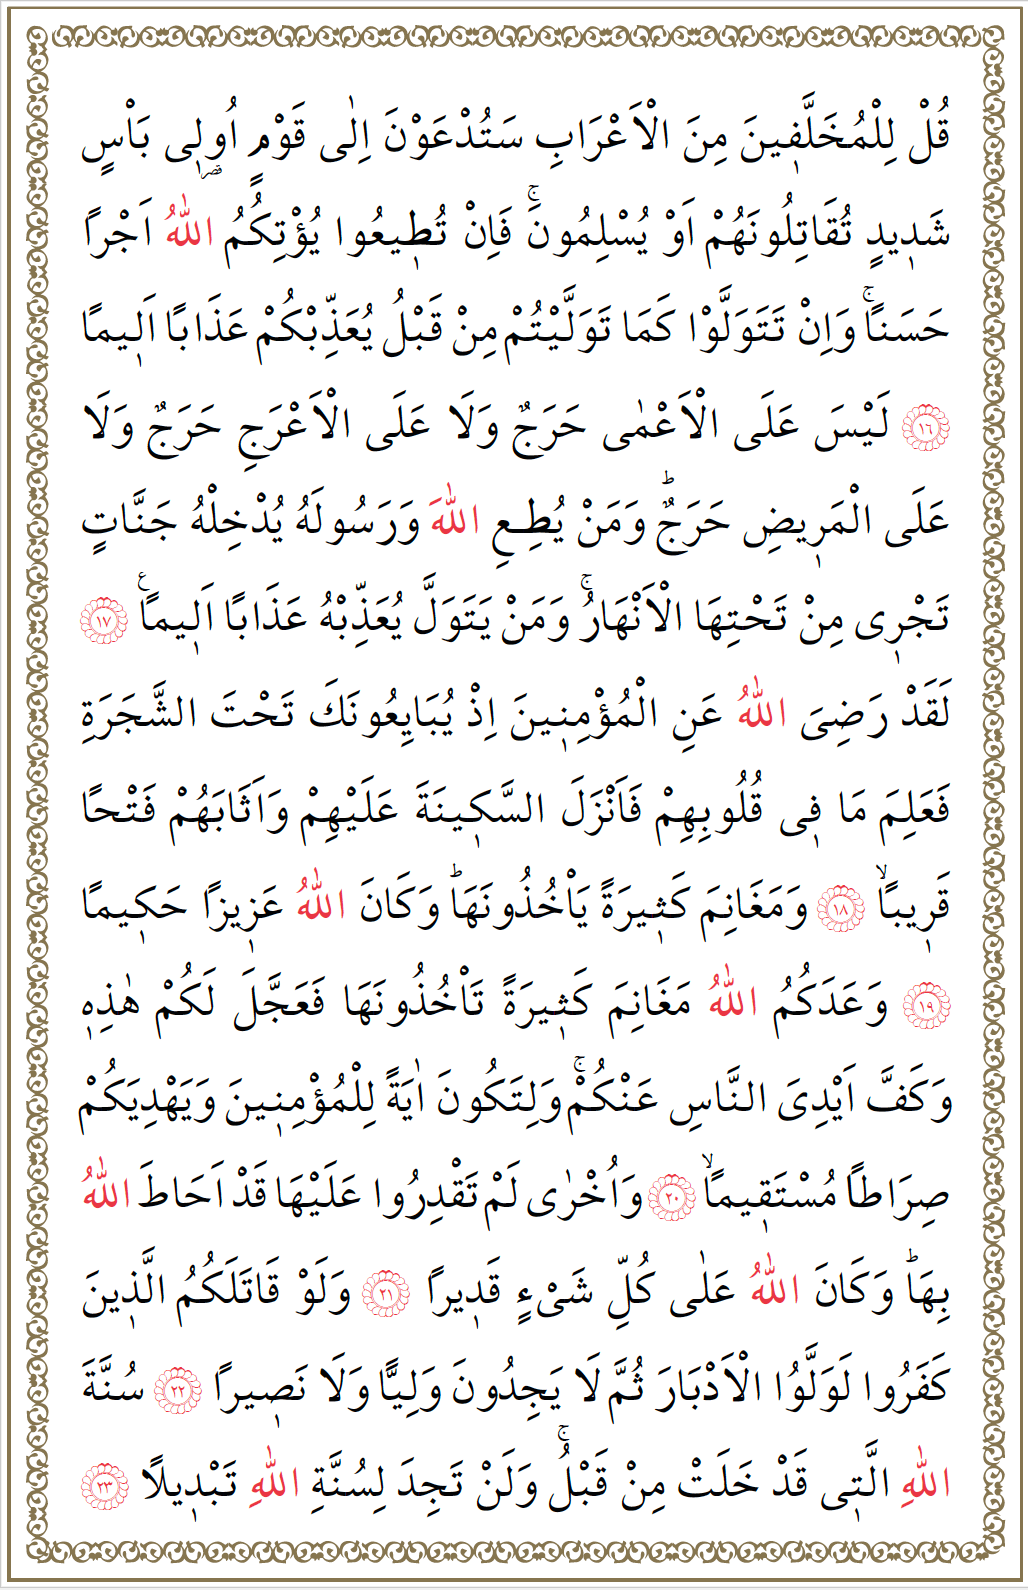 قُلْ لِلْمُخَلَّف۪ينَ مِنَ الْاَعْرَابِ سَتُدْعَوْنَ اِلٰى قَوْمٍ اُو۬ل۪ى بَاْسٍ
شَد۪يدٍ تُقَاتِلُونَهُمْ اَوْ يُسْلِمُونَۚ فَاِنْ تُط۪يعُوا يُؤْتِكُمُ اللّٰهُ اَجْرًا
حَسَنًاۚ وَاِنْ تَتَوَلَّوْا كَمَا تَوَلَّيْتُمْ مِنْ قَبْلُ يُعَذِّبْكُمْ عَذَابًا اَل۪يمًا
﴿١٦﴾ لَيْسَ عَلَى الْاَعْمٰى حَرَجٌ وَلَا عَلَى الْاَعْرَجِ حَرَجٌ وَلَا
عَلَى الْمَر۪يضِ حَرَجٌۜ وَمَنْ يُطِعِ اللّٰهَ وَرَسُولَهُ يُدْخِلْهُ جَنَّاتٍ
تَجْر۪ى مِنْ تَحْتِهَا الْاَنْهَارُۚ وَمَنْ يَتَوَلَّ يُعَذِّبْهُ عَذَابًا اَل۪يمًاۧ ﴿١٧﴾
لَقَدْ رَضِىَ اللّٰهُ عَنِ الْمُؤْمِن۪ينَ اِذْ يُبَايِعُونَكَ تَحْتَ الشَّجَرَةِ
فَعَلِمَ مَا ف۪ى قُلُوبِهِمْ فَاَنْزَلَ السَّك۪ينَةَ عَلَيْهِمْ وَاَثَابَهُمْ فَتْحًا
قَر۪يبًاۙ ﴿١٨﴾ وَمَغَانِمَ كَث۪يرَةً يَاْخُذُونَهَاۜ وَكَانَ اللّٰهُ عَز۪يزًا حَك۪يمًا
﴿١٩﴾ وَعَدَكُمُ اللّٰهُ مَغَانِمَ كَث۪يرَةً تَاْخُذُونَهَا فَعَجَّلَ لَكُمْ هٰذِه۪
وَكَفَّ اَيْدِىَ النَّاسِ عَنْكُمْۚ وَلِتَكُونَ اٰيَةً لِلْمُؤْمِن۪ينَ وَيَهْدِيَكُمْ
صِرَاطًا مُسْتَق۪يمًاۙ ﴿٢٠﴾ وَاُخْرٰى لَمْ تَقْدِرُوا عَلَيْهَا قَدْ اَحَاطَ اللّٰهُ
بِهَاۜ وَكَانَ اللّٰهُ عَلٰى كُلِّ شَىْءٍ قَد۪يرًا ﴿٢١﴾ وَلَوْ قَاتَلَكُمُ الَّذ۪ينَ
كَفَرُوا لَوَلَّوُا الْاَدْبَارَ ثُمَّ لَا يَجِدُونَ وَلِيًّا وَلَا نَص۪يرًا ﴿٢٢﴾ سُنَّةَ
اللّٰهِ الَّت۪ى قَدْ خَلَتْ مِنْ قَبْلُۚ وَلَنْ تَجِدَ لِسُنَّةِ اللّٰهِ تَبْد۪يلًا ﴿٢٣﴾